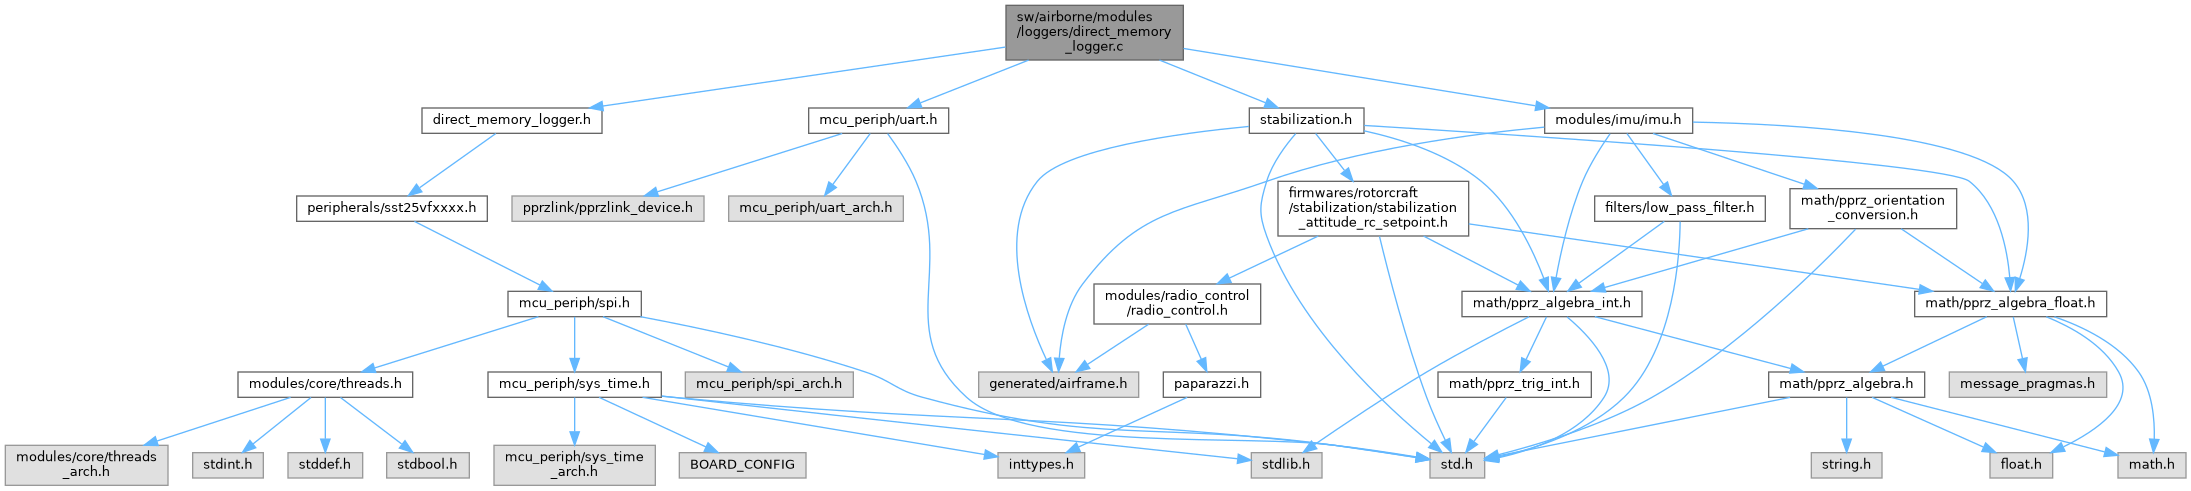 sw/airborne/modules
/loggers/direct_memory
_logger.c
direct_memory_logger.h
mcu_periph/uart.h
stabilization.h
modules/imu/imu.h
peripherals/sst25vfxxxx.h
pprzlink/pprzlink_device.h
mcu_periph/uart_arch.h
firmwares/rotorcraft
/stabilization/stabilization
_attitude_rc_setpoint.h
filters/low_pass_filter.h
math/pprz_orientation
_conversion.h
mcu_periph/spi.h
modules/radio_control
/radio_control.h
math/pprz_algebra_int.h
math/pprz_algebra_float.h
modules/core/threads.h
mcu_periph/sys_time.h
mcu_periph/spi_arch.h
generated/airframe.h
paparazzi.h
math/pprz_trig_int.h
math/pprz_algebra.h
message_pragmas.h
modules/core/threads
_arch.h
stdint.h
stddef.h
stdbool.h
mcu_periph/sys_time
_arch.h
BOARD_CONFIG
inttypes.h
stdlib.h
std.h
string.h
float.h
math.h